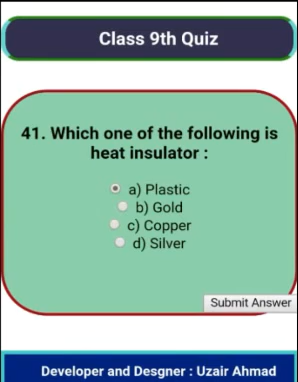 Class 9th Quiz
41. Which one of the following is
heat insulator :
a) Plastic
b) Gold
c) Copper
d) Silver
Submit Answer
Developer and Desgner : Uzair Ahmad